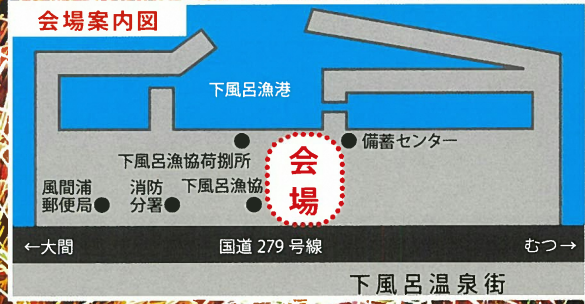 会場案内図
下風呂漁港
備蓄センター
下風呂漁協荷捌所
会場
風間浦
郵便局
消防
分署
下風呂漁協
←大間
国道279号線
むつ→
下風呂温泉街